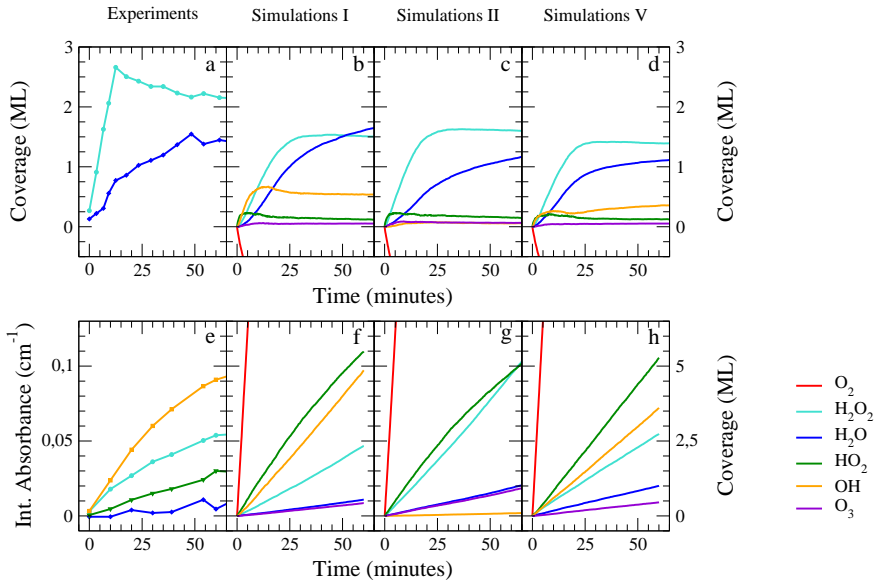 Experiments Simulations I Simulations II Simulations V
a b c d
Coverage (ML)
3
2
1
0
3
2
1
0
Coverage (ML)
0 25 50 0 25 50 0 25 50 0 25 50
Time (minutes)
e f g h
Int. Absorbance (cm-1)
0,1
0,05
0
5
2,5
0
Coverage (ML)
0 25 50 0 25 50 0 25 50 0 25 50
Time (minutes)
O2
H2O2
H2O
HO2
OH
O3